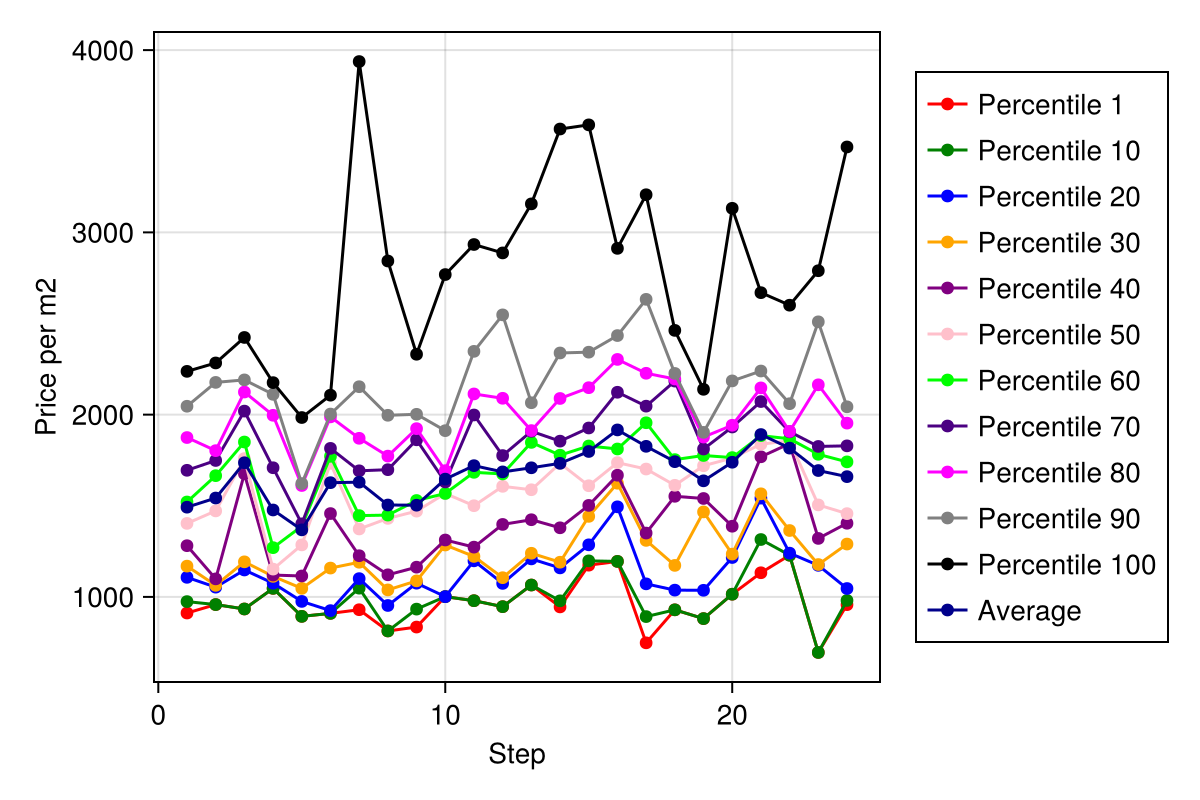 4000
3000
2000
1000
Price per m2
0
10
20
Step
Percentile 1
Percentile 10
Percentile 20
Percentile 30
Percentile 40
Percentile 50
Percentile 60
Percentile 70
Percentile 80
Percentile 90
Percentile 100
Average